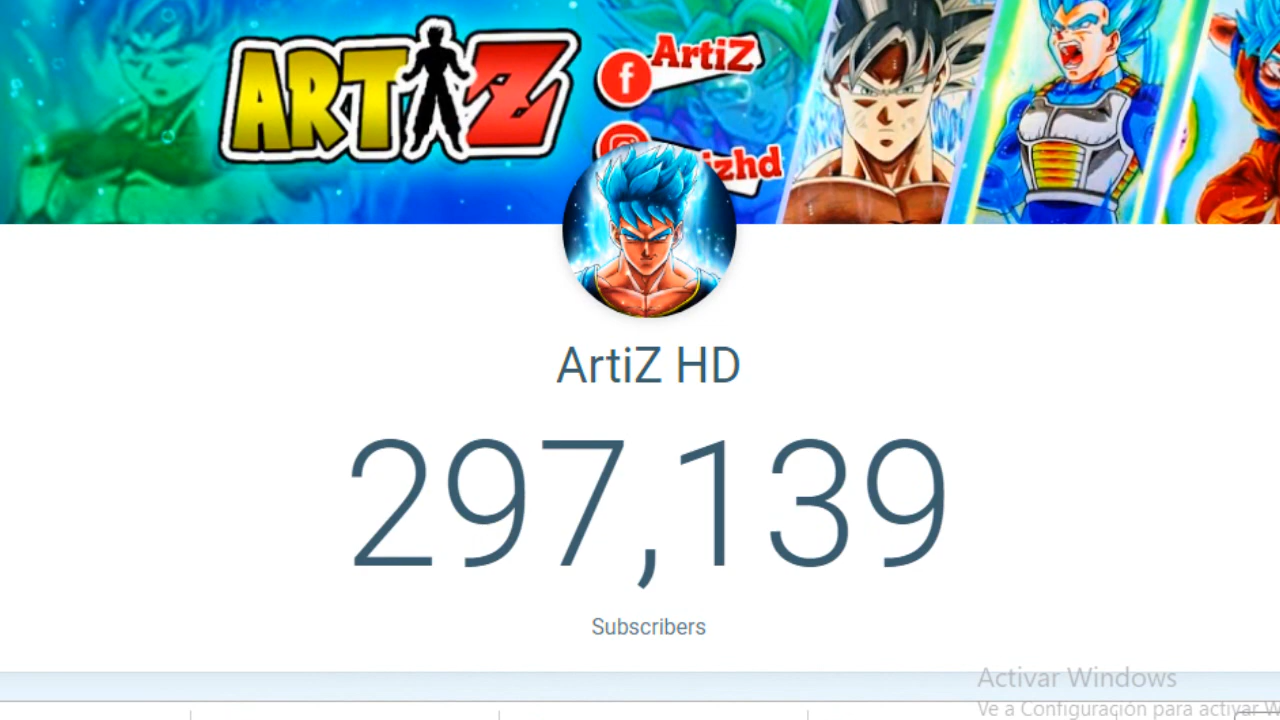 ARTiZ
f ArtiZ
izhd
ArtiZ HD
297,139
Subscribers
Activar Windows
Ve a Configuración para activar W